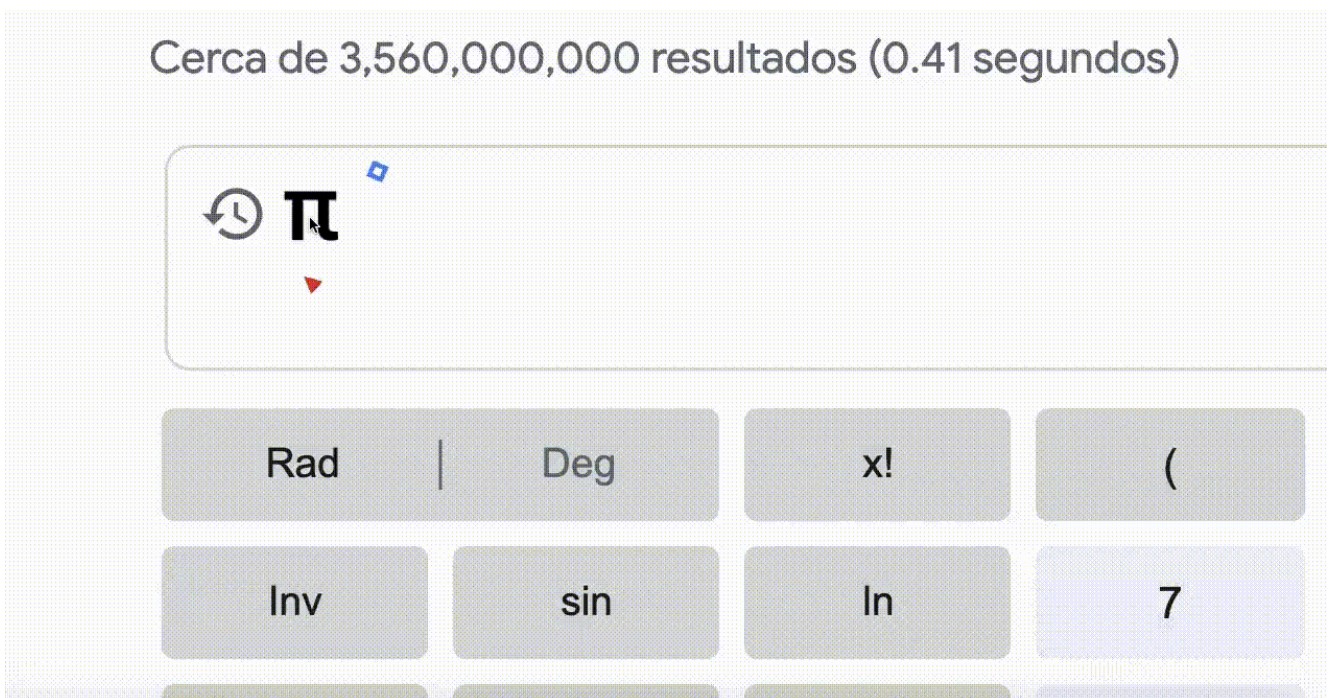 Cerca de 3,560,000,000 resultados (0.41 segundos)
π
Rad | Deg x! (
Inv sin ln 7